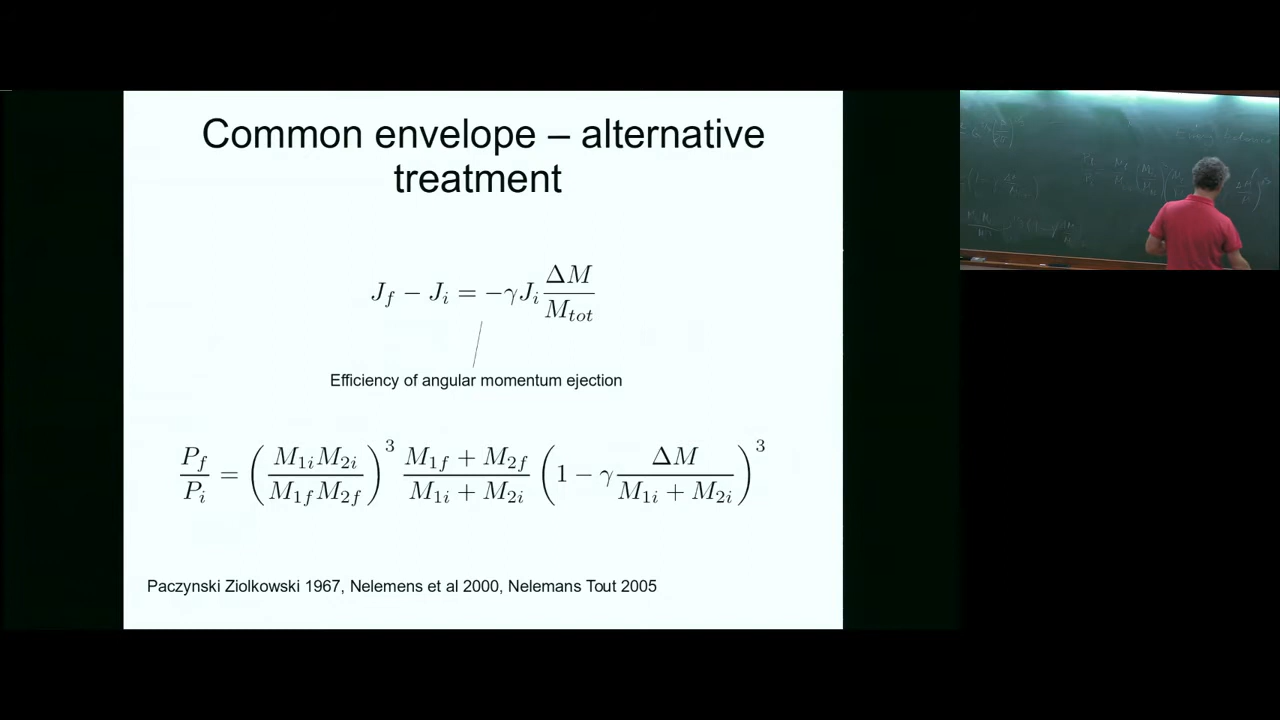 Common envelope – alternative
treatment
J_f − J_i = −γJ_i ΔM/M_tot
Efficiency of angular momentum ejection
P_f/P_i = (M_1i M_2i / M_1f M_2f)^3 (M_1f + M_2f)/(M_1i + M_2i) (1 − γ ΔM/(M_1i + M_2i))^3
Paczynski Ziolkowski 1967, Nelemens et al 2000, Nelemans Tout 2005